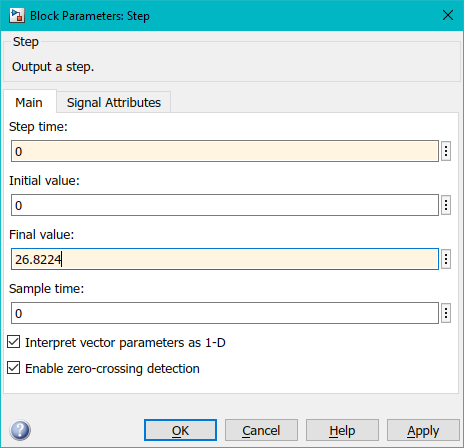 Block Parameters: Step
Step
Output a step.
Main Signal Attributes
Step time:
0
Initial value:
0
Final value:
26.8224
Sample time:
0
Interpret vector parameters as 1-D
Enable zero-crossing detection
? OK Cancel Help Apply